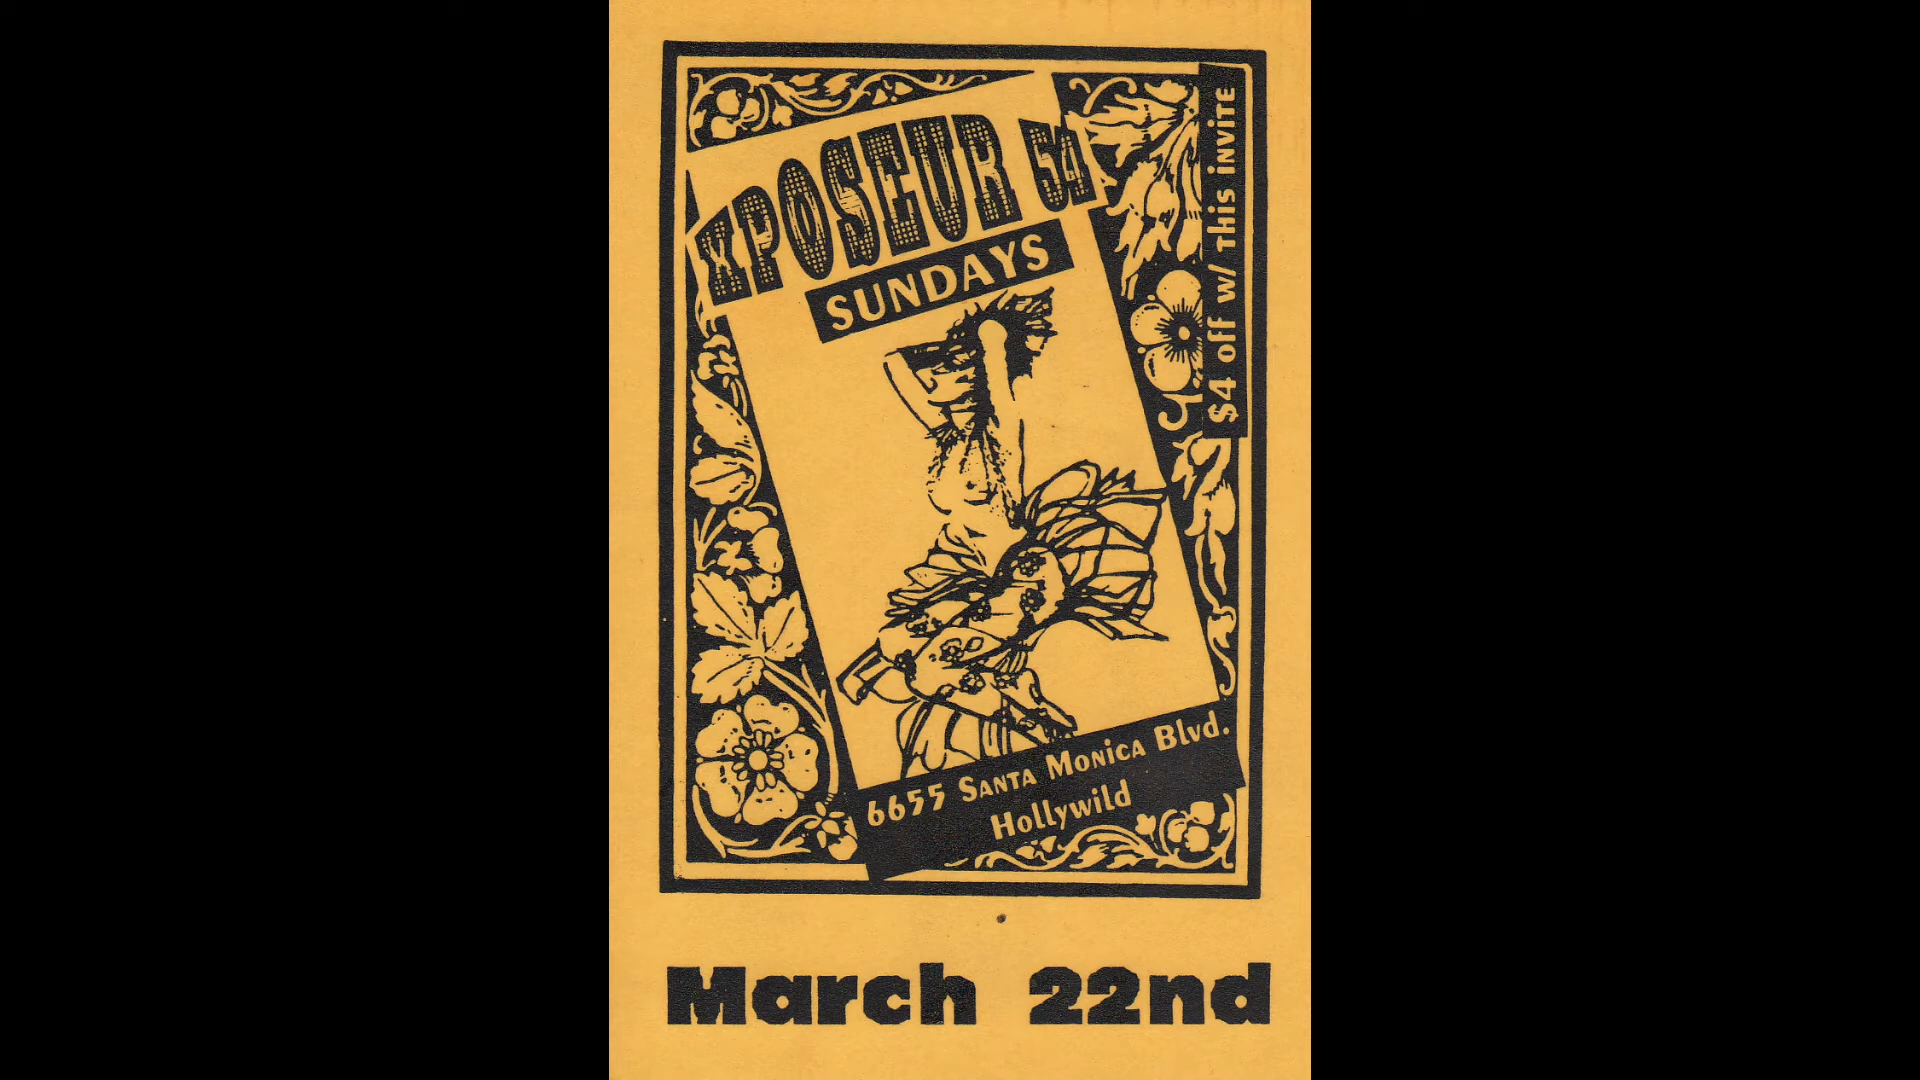 XPOSEUR 54
SUNDAYS
$4 off w/ this invite
6655 Santa Monica Blvd.
Hollywild
March 22nd